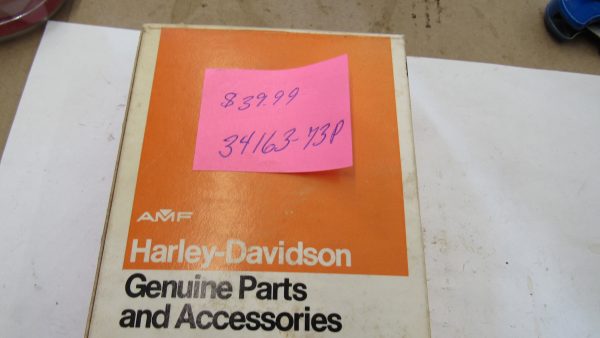 $39.99
34163-73P
AMF
Harley-Davidson
Genuine Parts
and Accessories